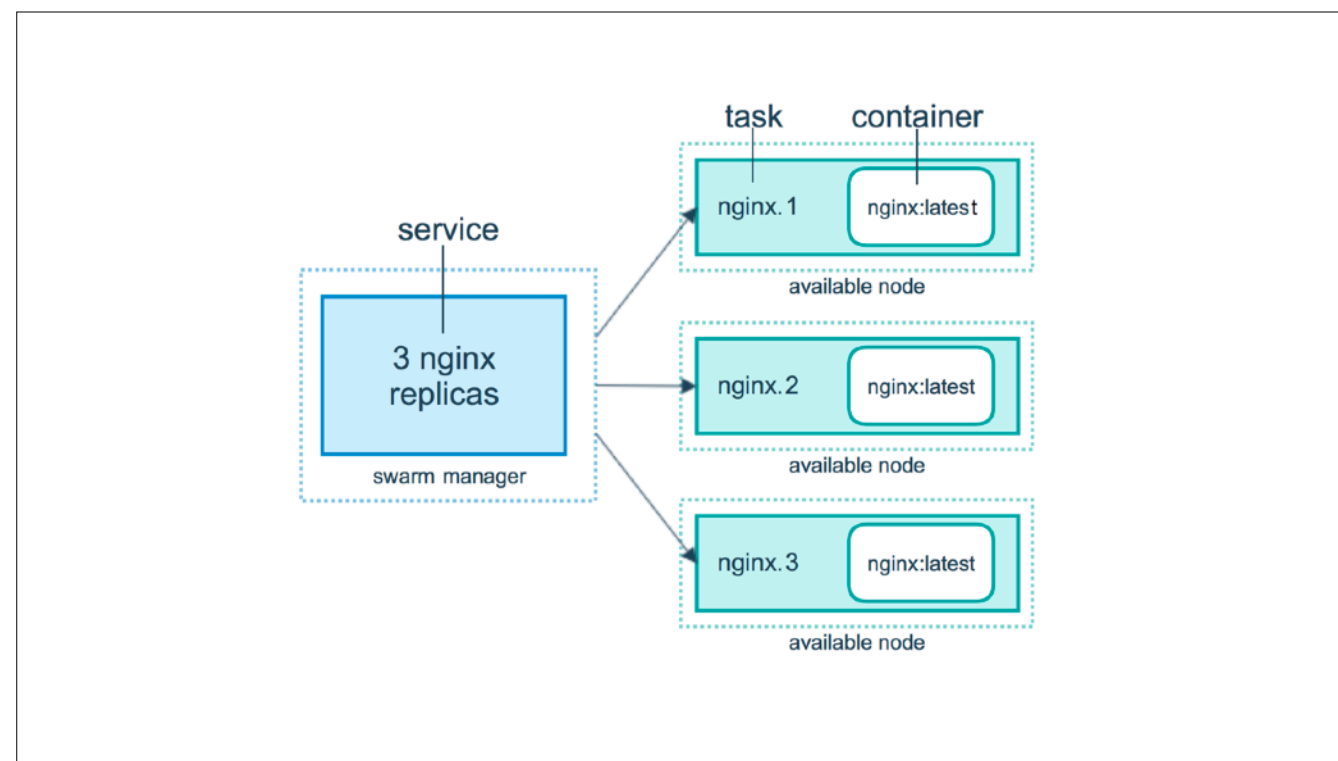 task
container
nginx.1
nginx:latest
available node
service
3 nginx
replicas
swarm manager
nginx.2
nginx:latest
available node
nginx.3
nginx:latest
available node